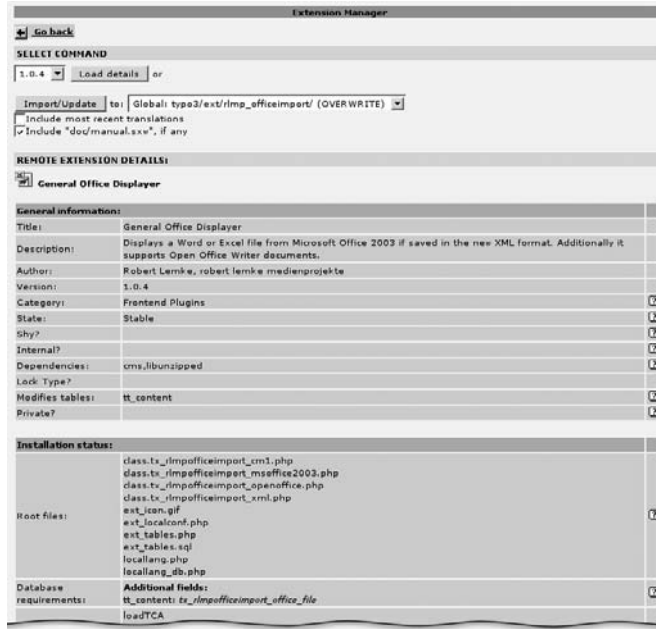 Extension Manager
Go back
SELECT COMMAND
1.0.4 Load details or
Import/Update to: Global: typo3/ext/rlmp_officeimport/ (OVERWRITE)
Include most recent translations
Include "doc/manual.sxw", if any
REMOTE EXTENSION DETAILS:
General Office Displayer
General information:
Title: General Office Displayer
Description: Displays a Word or Excel file from Microsoft Office 2003 if saved in the new XML format. Additionally it
supports Open Office Writer documents.
Author: Robert Lemke, robert lemke medienprojekte
Version: 1.0.4
Category: Frontend Plugins
State: Stable
Shy?
Internal?
Dependencies: cms,libunzipped
Lock Type?
Modifies tables: tt_content
Private?
Installation status:
Root files: class.tx_rlmpofficeimport_cm1.php
class.tx_rlmpofficeimport_msoffice2003.php
class.tx_rlmpofficeimport_openoffice.php
class.tx_rlmpofficeimport_xml.php
ext_icon.gif
ext_localconf.php
ext_tables.php
ext_tables.sql
locallang.php
locallang_db.php
Database requirements: Additional fields:
tt_content: tx_rlmpofficeimport_office_file
loadTCA